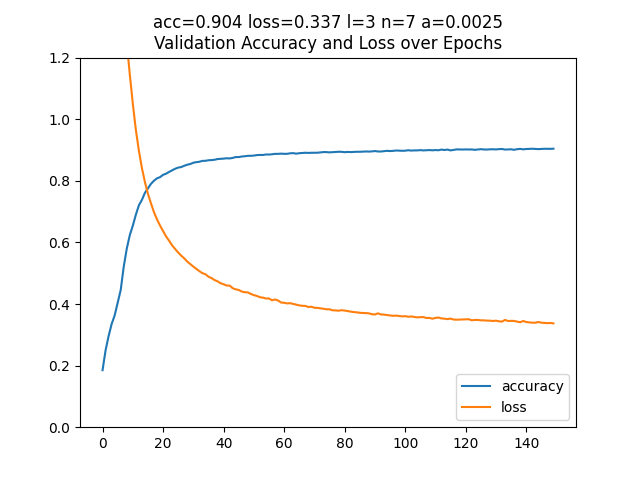 acc=0.904 loss=0.337 l=3 n=7 a=0.0025
Validation Accuracy and Loss over Epochs
1.2
1.0
0.8
0.6
0.4
0.2
0.0
accuracy
loss
0 20 40 60 80 100 120 140